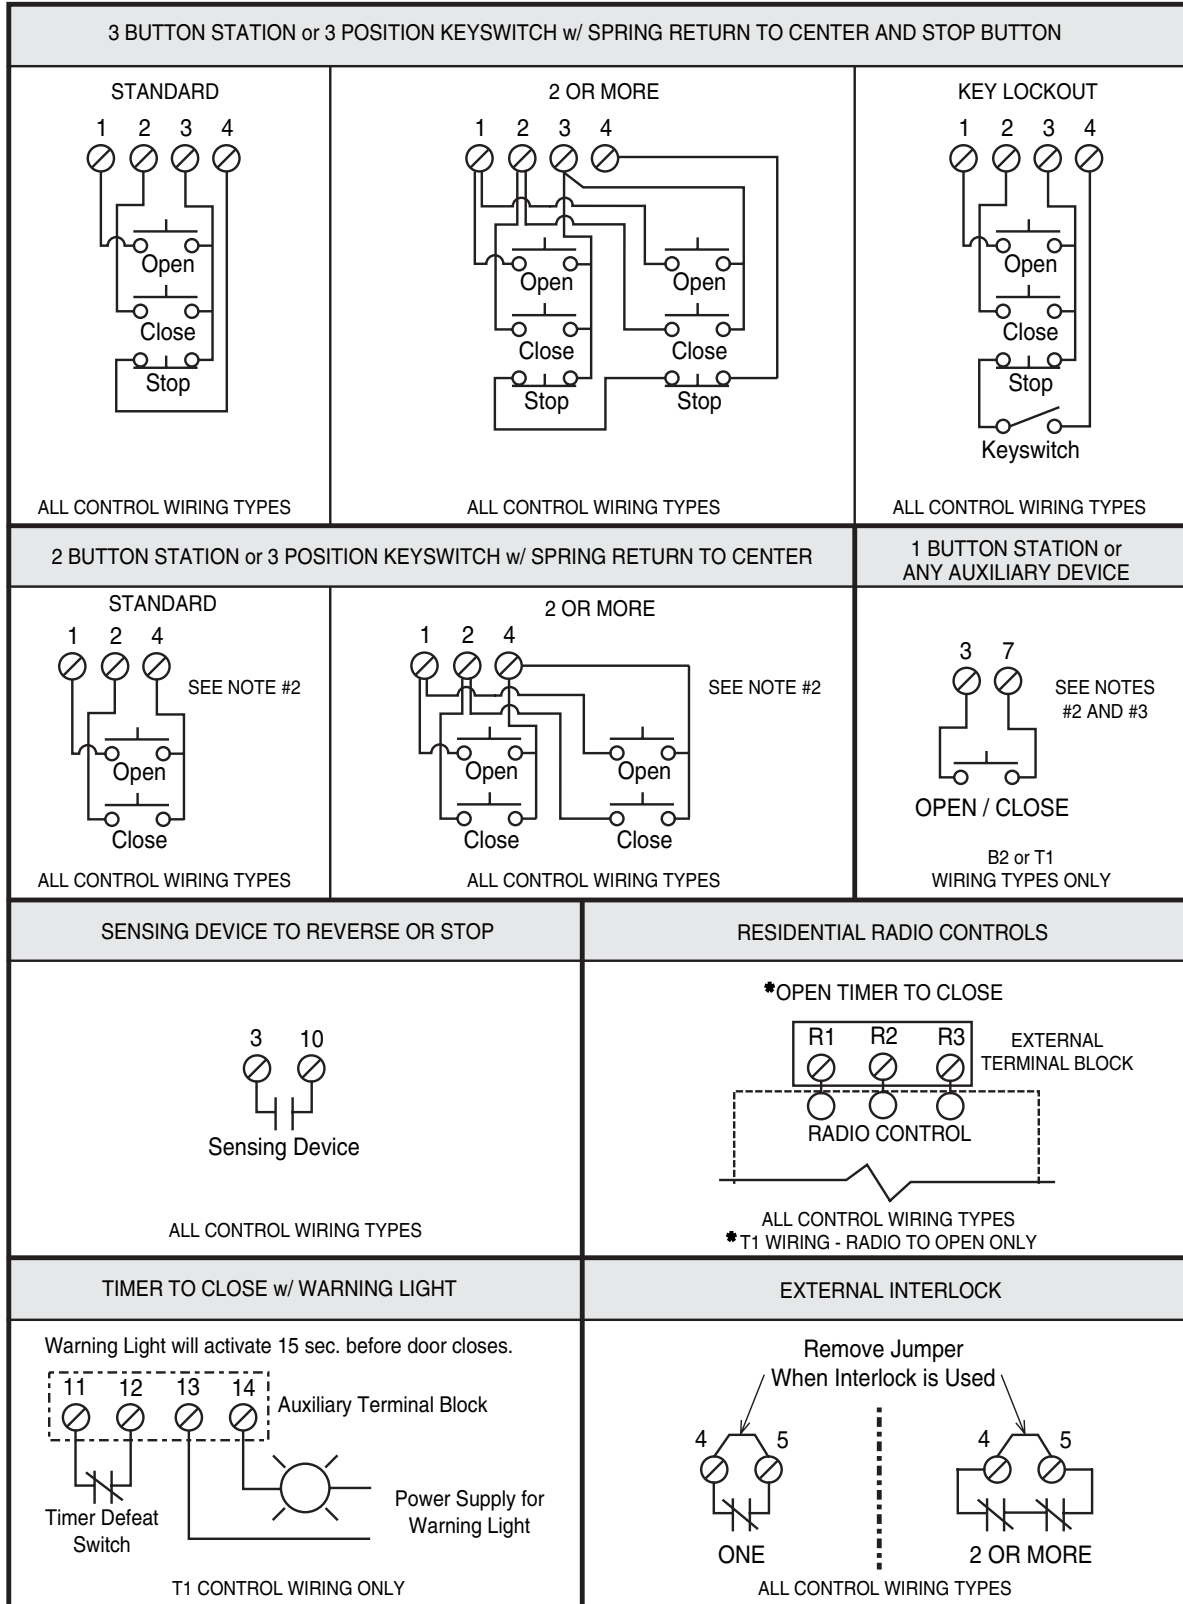 3 BUTTON STATION or 3 POSITION KEYSWITCH w/ SPRING RETURN TO CENTER AND STOP BUTTON
STANDARD
1 2 3 4
Open
Close
Stop
ALL CONTROL WIRING TYPES
2 OR MORE
1 2 3 4
Open Open
Close Close
Stop Stop
ALL CONTROL WIRING TYPES
KEY LOCKOUT
1 2 3 4
Open
Close
Stop
Keyswitch
ALL CONTROL WIRING TYPES
2 BUTTON STATION or 3 POSITION KEYSWITCH w/ SPRING RETURN TO CENTER
STANDARD
1 2 4
SEE NOTE #2
Open
Close
ALL CONTROL WIRING TYPES
2 OR MORE
1 2 4
SEE NOTE #2
Open Open
Close Close
ALL CONTROL WIRING TYPES
1 BUTTON STATION or
ANY AUXILIARY DEVICE
3 7
SEE NOTES
#2 AND #3
OPEN / CLOSE
B2 or T1
WIRING TYPES ONLY
SENSING DEVICE TO REVERSE OR STOP
3 10
Sensing Device
ALL CONTROL WIRING TYPES
RESIDENTIAL RADIO CONTROLS
*OPEN TIMER TO CLOSE
R1 R2 R3
EXTERNAL
TERMINAL BLOCK
RADIO CONTROL
ALL CONTROL WIRING TYPES
*T1 WIRING - RADIO TO OPEN ONLY
TIMER TO CLOSE w/ WARNING LIGHT
Warning Light will activate 15 sec. before door closes.
11 12 13 14
Auxiliary Terminal Block
Timer Defeat
Switch
Power Supply for
Warning Light
T1 CONTROL WIRING ONLY
EXTERNAL INTERLOCK
Remove Jumper
When Interlock is Used
4 5
ONE
4 5
2 OR MORE
ALL CONTROL WIRING TYPES